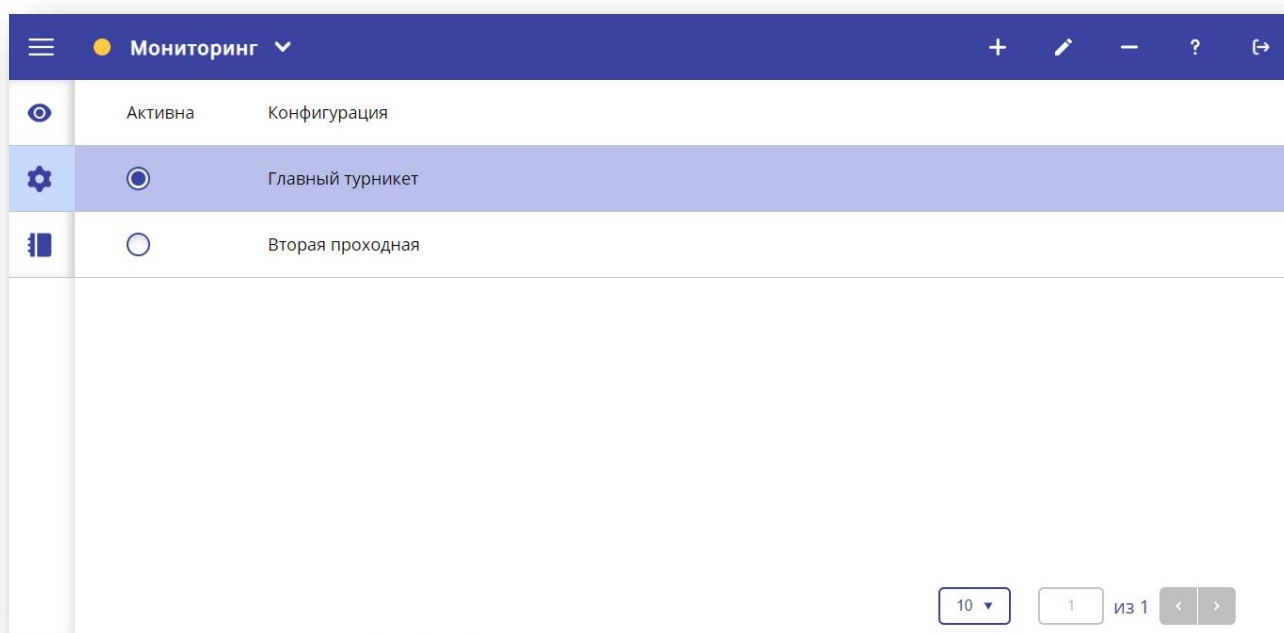 Мониторинг
?
Активна Конфигурация
Главный турникет
Вторая проходная
10 1 из 1